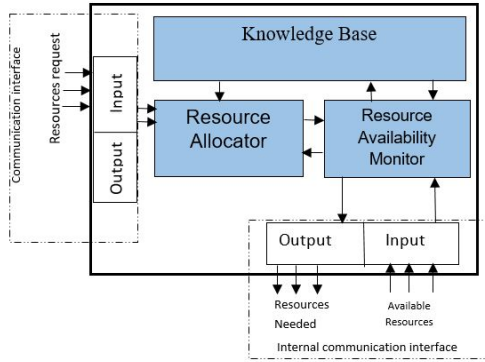 Communication interface
Resources request
Input
Output
Knowledge Base
Resource
Allocator
Resource
Availability
Monitor
Output
Input
Resources
Needed
Available
Resources
Internal communication interface